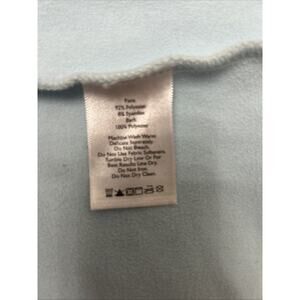 Face:
92% Polyester
8% Spandex
Back:
100% Polyester
Machine Wash Warm.
Delicate Separately.
Do Not Bleach.
Do Not Use Fabric Softeners.
Tumble Dry Low Or For
Best Results Line Dry.
Do Not Iron.
Do Not Dry Clean.